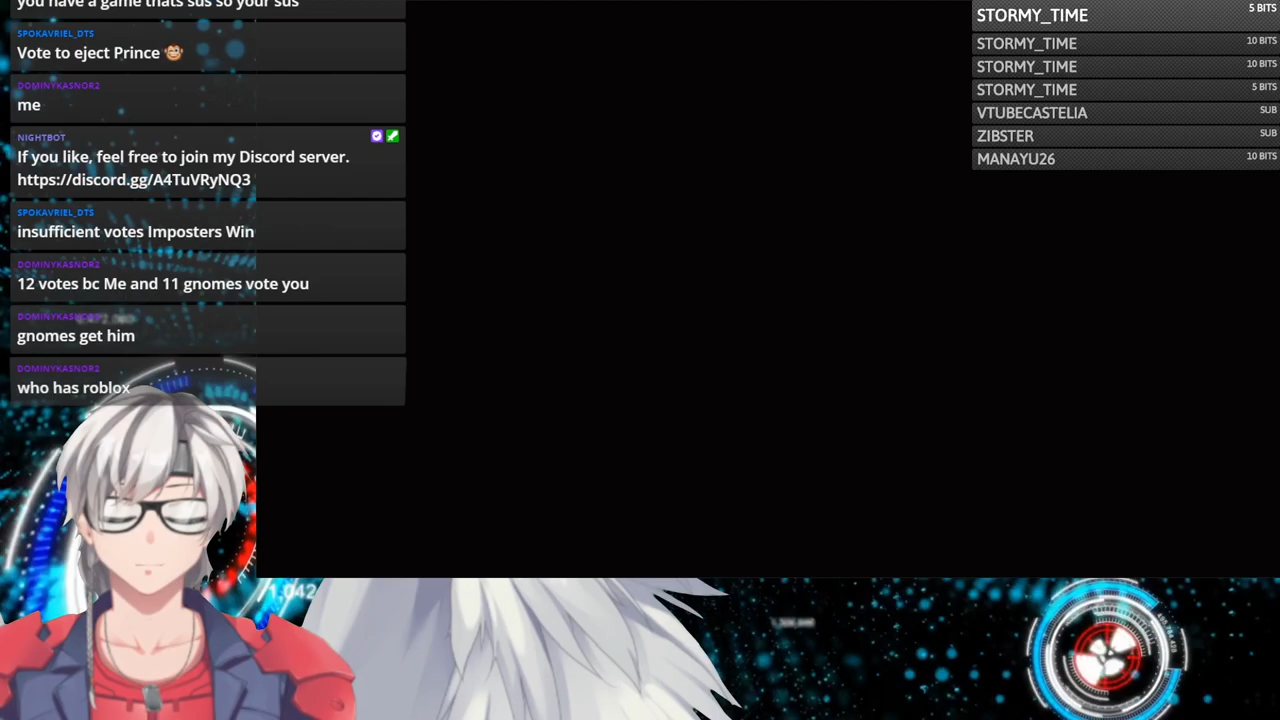 you have a game thats sus so your sus
SPOKAVRIEL_DTS
Vote to eject Prince 🐵
DOMINYKASNOR2
me
NIGHTBOT
If you like, feel free to join my Discord server.
https://discord.gg/A4TuVRyNQ3
SPOKAVRIEL_DTS
insufficient votes Imposters Win
DOMINYKASNOR2
12 votes bc Me and 11 gnomes vote you
DOMINYKASNOR2
gnomes get him
DOMINYKASNOR2
who has roblox
STORMY_TIME 5 BITS
STORMY_TIME 10 BITS
STORMY_TIME 10 BITS
STORMY_TIME 5 BITS
VTUBECASTELIA SUB
ZIBSTER SUB
MANAYU26 10 BITS
1,042